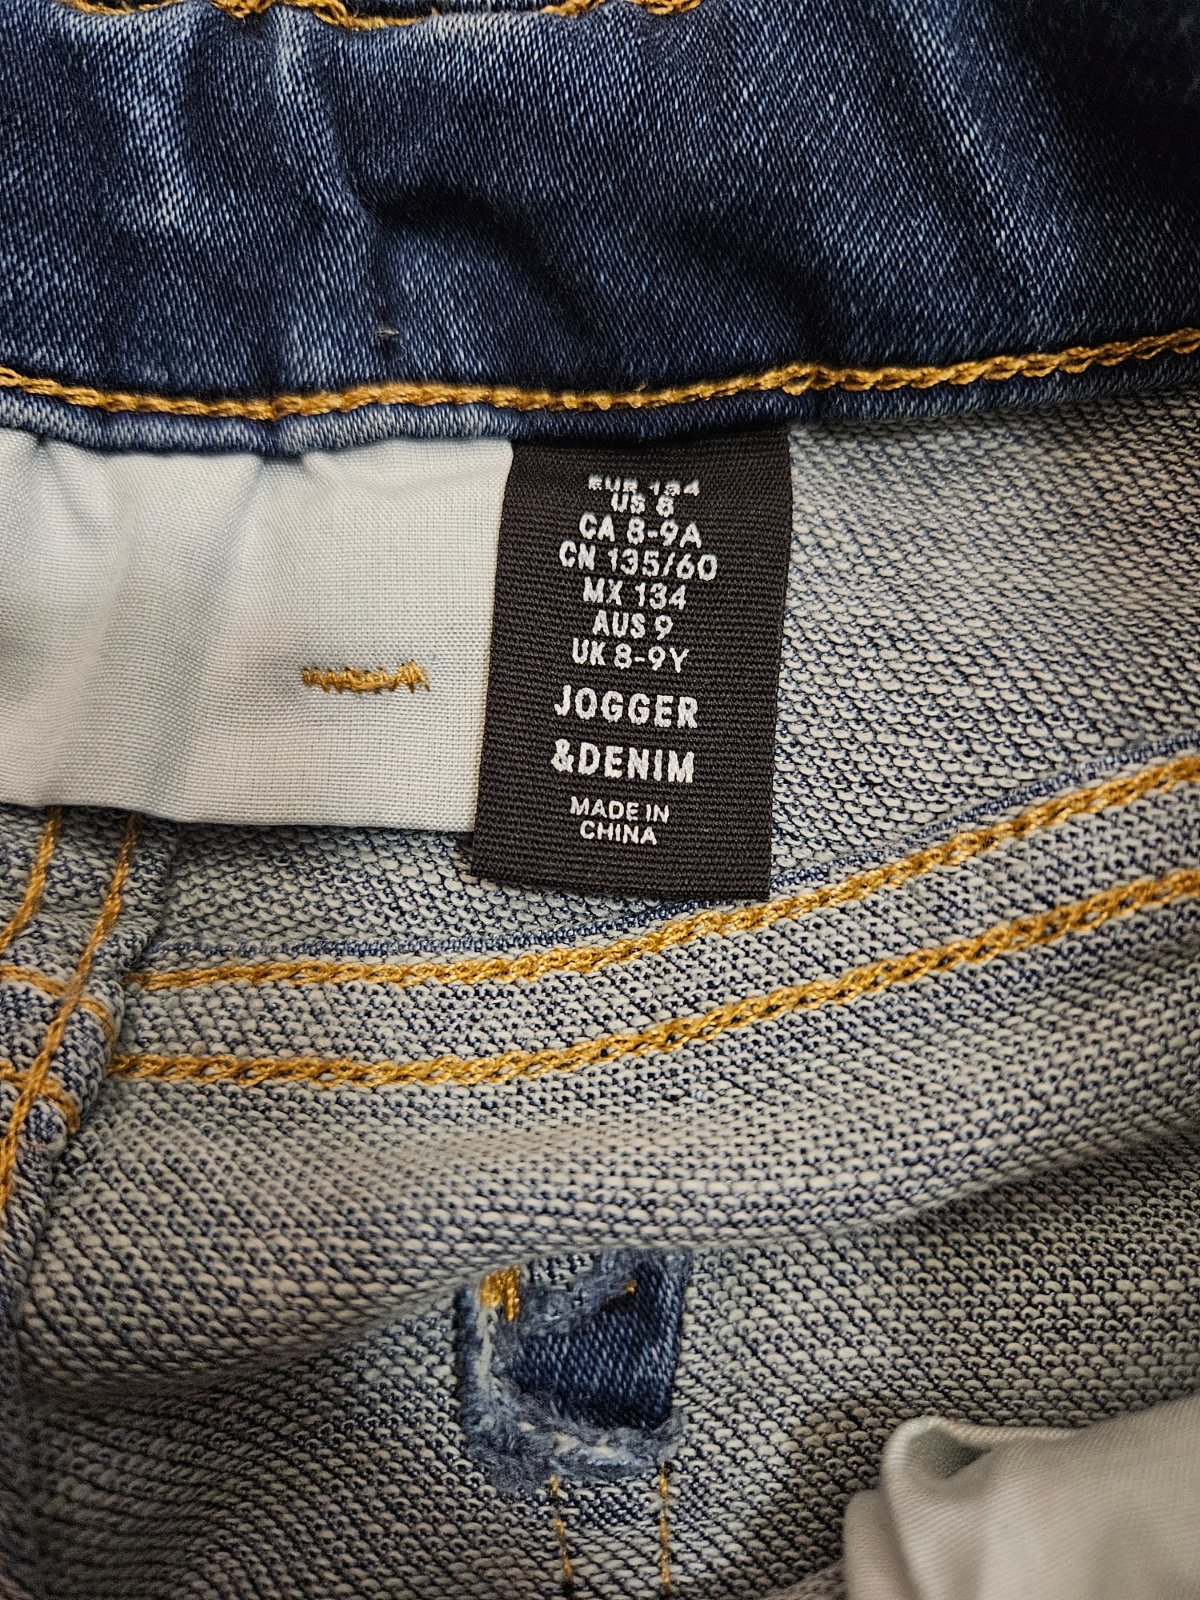 EUR 134
US 8
CA 8-9A
CN 135/60
MX 134
AUS 9
UK 8-9Y
JOGGER
&DENIM
MADE IN
CHINA